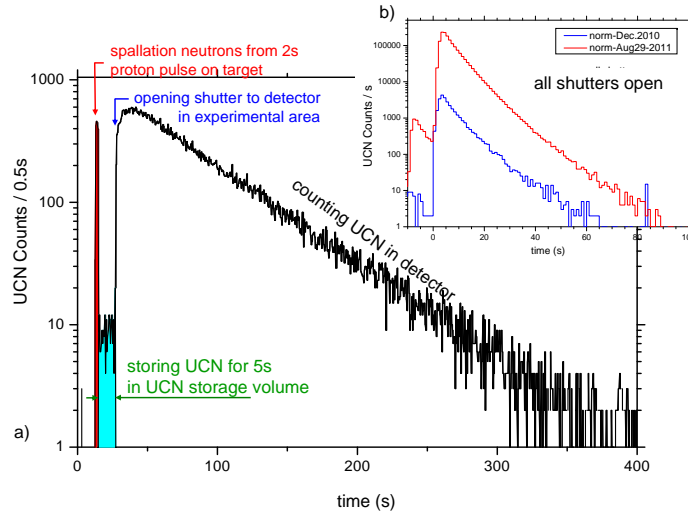 b)
norm-Dec.2010
norm-Aug29-2011
all shutters open
UCN Counts / s
100000
10000
1000
100
10
1
0
20
40
60
80
100
time (s)
spallation neutrons from 2s
proton pulse on target
opening shutter to detector
in experimental area
counting UCN in detector
storing UCN for 5s
in UCN storage volume
UCN Counts / 0.5s
1000
100
10
1
a)
0
100
200
300
400
time (s)